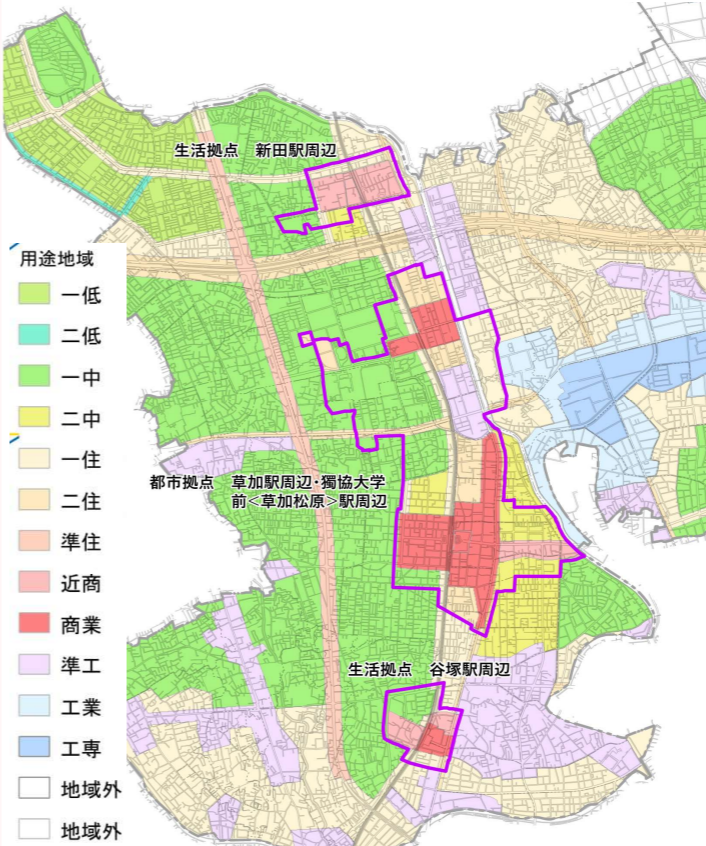 生活拠点　新田駅周辺
用途地域
一低
二低
一中
二中
一住
二住
準住
近商
商業
準工
工業
工専
地域外
地域外
都市拠点　草加駅周辺・獨協大学
前<草加松原>駅周辺
生活拠点　谷塚駅周辺